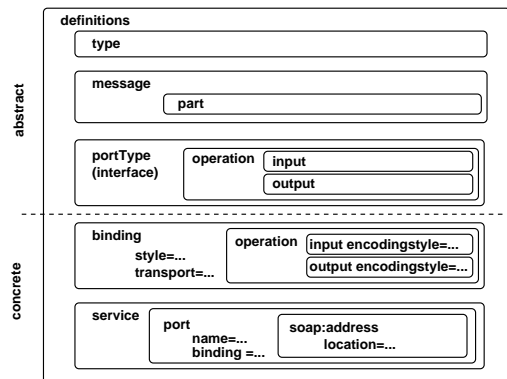 definitions
type
message
part
abstract
portType
(interface)
operation
input
output
binding
style=...
transport=...
operation
input encodingstyle=...
output encodingstyle=...
concrete
service
port
name=...
binding =...
soap:address
location=...